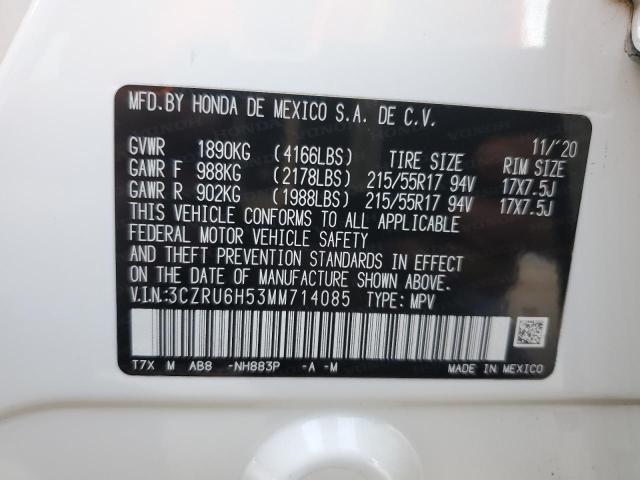 MFD.BY HONDA DE MEXICO S.A. DE C.V.
11/'20
GVWR 1890KG (4166LBS) TIRE SIZE RIM SIZE
GAWR F 988KG (2178LBS) 215/55R17 94V 17X7.5J
GAWR R 902KG (1988LBS) 215/55R17 94V 17X7.5J
THIS VEHICLE CONFORMS TO ALL APPLICABLE
FEDERAL MOTOR VEHICLE SAFETY
AND THEFT PREVENTION STANDARDS IN EFFECT
ON THE DATE OF MANUFACTURE SHOWN ABOVE.
V.I.N.:3CZRU6H53MM714085 TYPE: MPV
T7X M AB8 -NH883P -A -M
MADE IN MEXICO